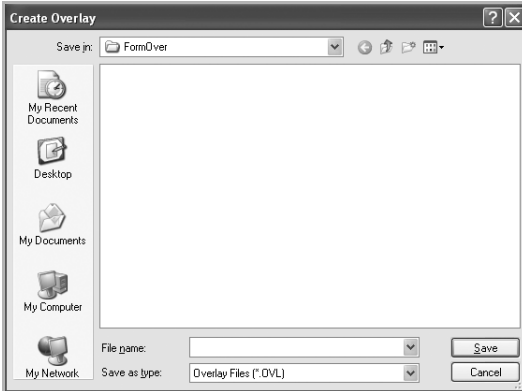 Create Overlay
Save in:
FormOver
My Recent
Documents
Desktop
My Documents
My Computer
My Network
File name:
Save
Save as type:
Overlay Files (*.OVL)
Cancel